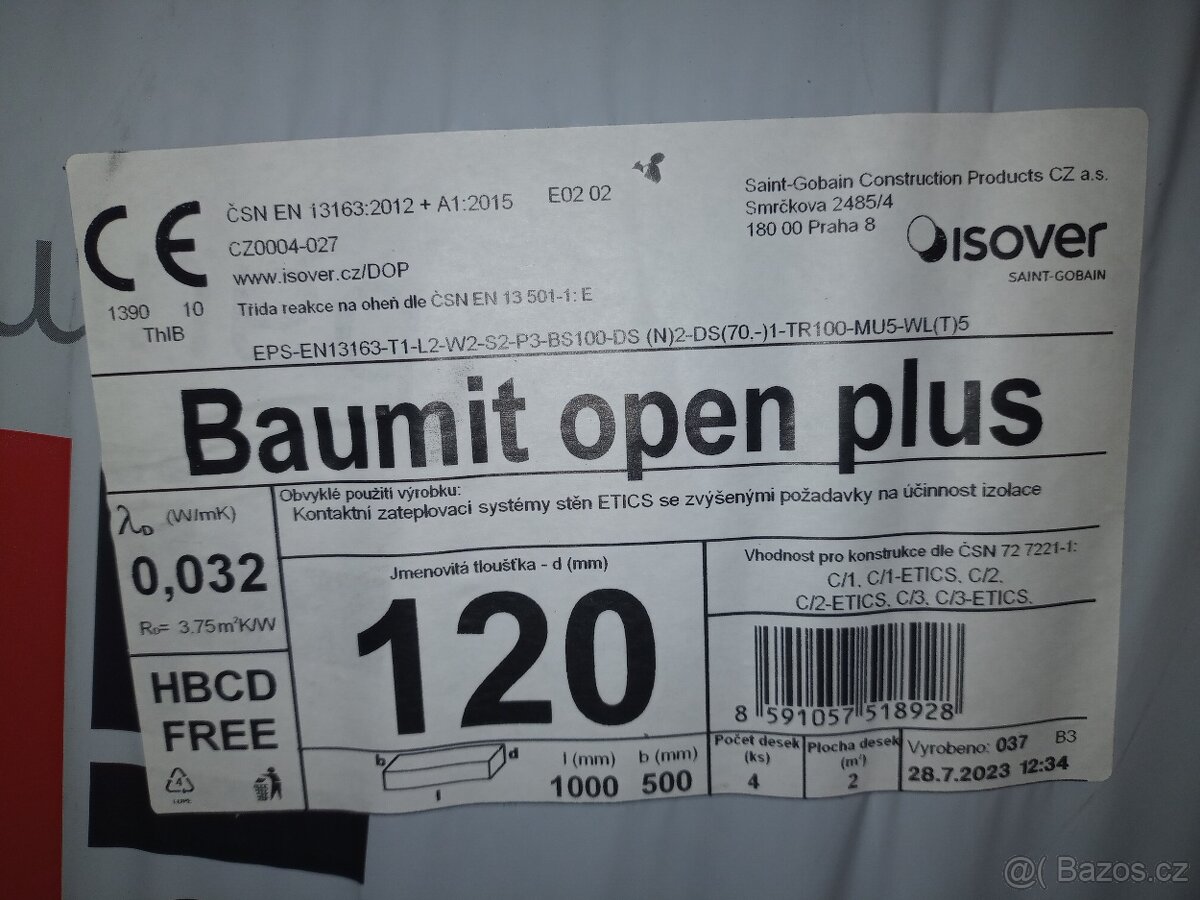 u
CE
ČSN EN 13163:2012 + A1:2015 E02 02
CZ0004-027
www.isover.cz/DOP
1390 10
ThIB
Třída reakce na oheň dle ČSN EN 13 501-1: E
Saint-Gobain Construction Products CZ a.s.
Smrčkova 2485/4
180 00 Praha 8
isover
SAINT-GOBAIN
EPS-EN13163-T1-L2-W2-S2-P3-BS100-DS (N)2-DS(70.-)1-TR100-MU5-WL(T)5
Baumit open plus
λD (W/mK)
0,032
RD= 3.75m²K/W
HBCD
FREE
Obvyklé použití výrobku:
Kontaktní zateplovací systémy stěn ETICS se zvýšenými požadavky na účinnost izolace
Jmenovitá tloušťka - d (mm)
120
b d l
l (mm) b (mm)
1000 500
Vhodnost pro konstrukce dle ČSN 72 7221-1:
C/1, C/1-ETICS, C/2,
C/2-ETICS, C/3, C/3-ETICS,
8 591057 518928
Počet desek
(ks)
4
Plocha desek
(m²)
2
Vyrobeno: 037 B3
28.7.2023 12:34
4
@( Bazos.cz